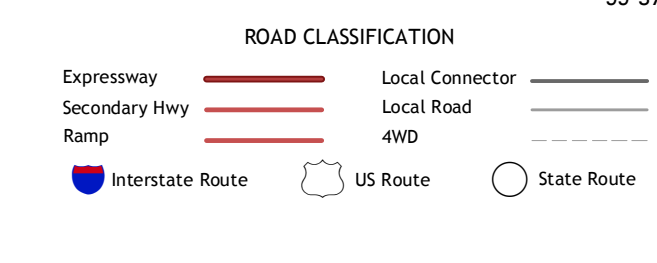 ROAD CLASSIFICATION
Expressway
Local Connector
Secondary Hwy
Local Road
Ramp
4WD
Interstate Route
US Route
State Route